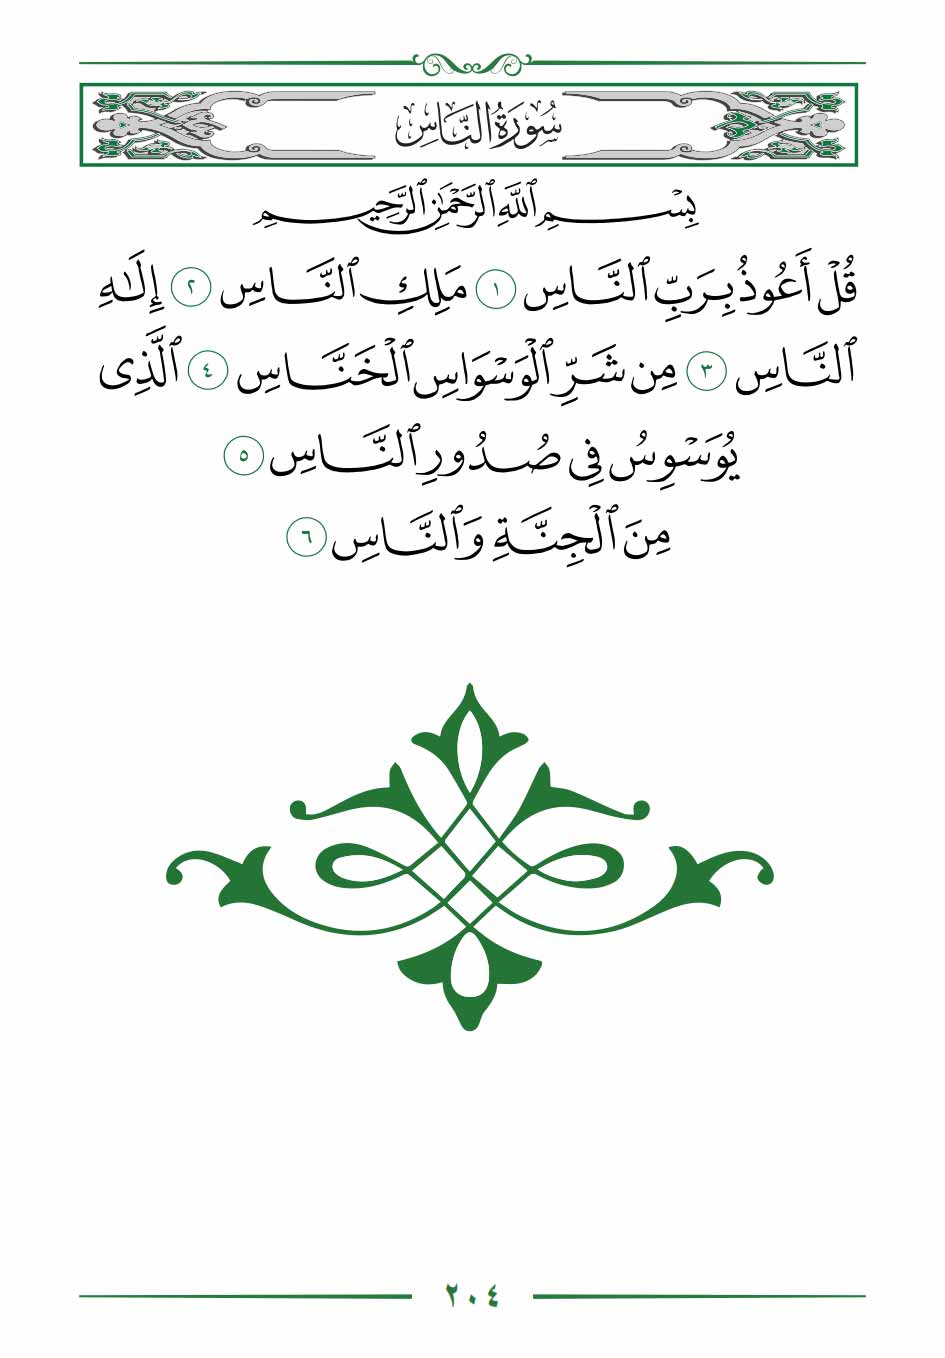 سُورَةُ النَّاسِ
بِسْمِ ٱللَّهِ ٱلرَّحْمَٰنِ ٱلرَّحِيمِ
قُلْ أَعُوذُ بِرَبِّ ٱلنَّاسِ ١ مَلِكِ ٱلنَّاسِ ٢ إِلَٰهِ
ٱلنَّاسِ ٣ مِن شَرِّ ٱلْوَسْوَاسِ ٱلْخَنَّاسِ ٤ ٱلَّذِى
يُوَسْوِسُ فِى صُدُورِ ٱلنَّاسِ ٥
مِنَ ٱلْجِنَّةِ وَٱلنَّاسِ ٦
٢٠٤